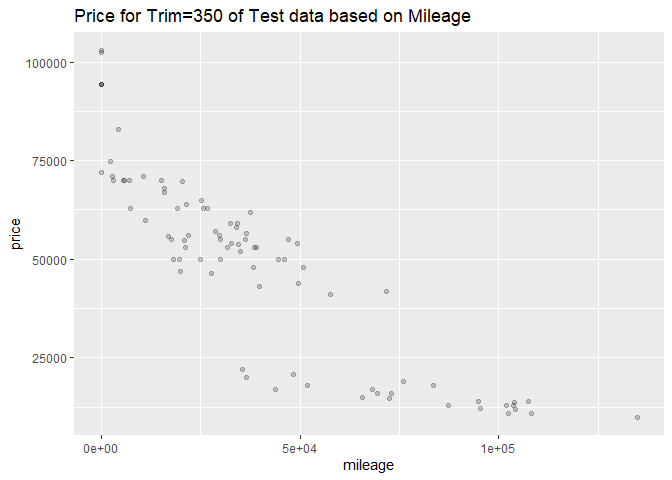 Price for Trim=350 of Test data based on Mileage
100000
75000
50000
25000
price
0e+00 5e+04 1e+05
mileage